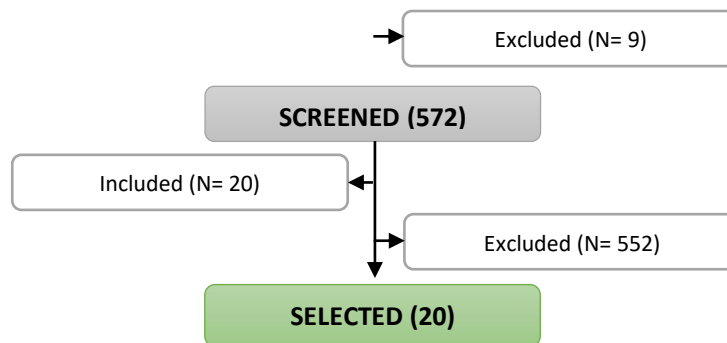 Excluded (N= 9)
SCREENED (572)
Included (N= 20)
Excluded (N= 552)
SELECTED (20)